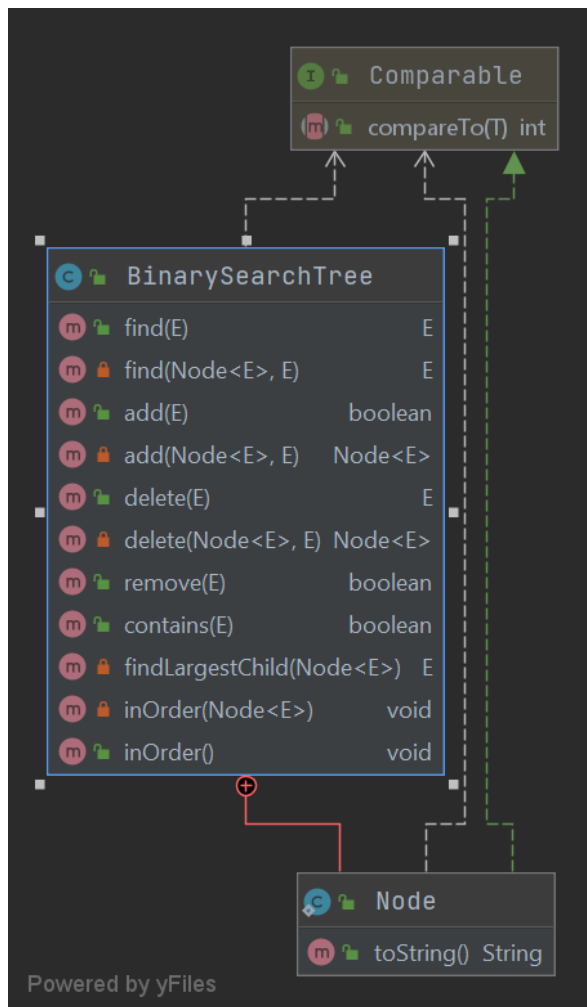 Comparable
compareTo(T) int
BinarySearchTree
find(E) E
find(Node<E>, E) E
add(E) boolean
add(Node<E>, E) Node<E>
delete(E) E
delete(Node<E>, E) Node<E>
remove(E) boolean
contains(E) boolean
findLargestChild(Node<E>) E
inOrder(Node<E>) void
inOrder() void
Node
toString() String
Powered by yFiles